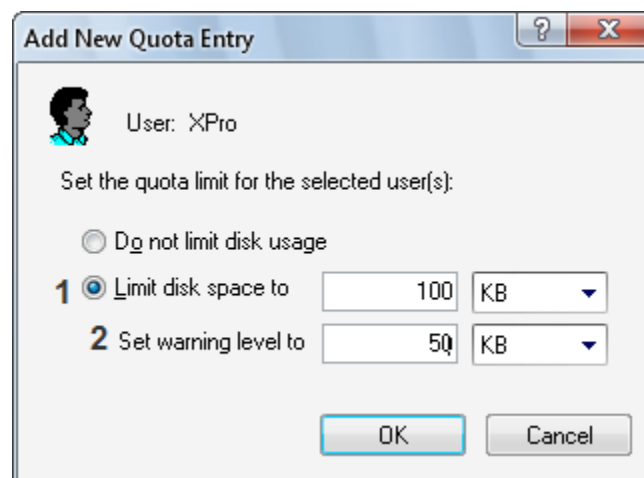 Add New Quota Entry
?
User: XPro
Set the quota limit for the selected user(s):
Do not limit disk usage
1 Limit disk space to 100 KB
2 Set warning level to 50 KB
OK Cancel